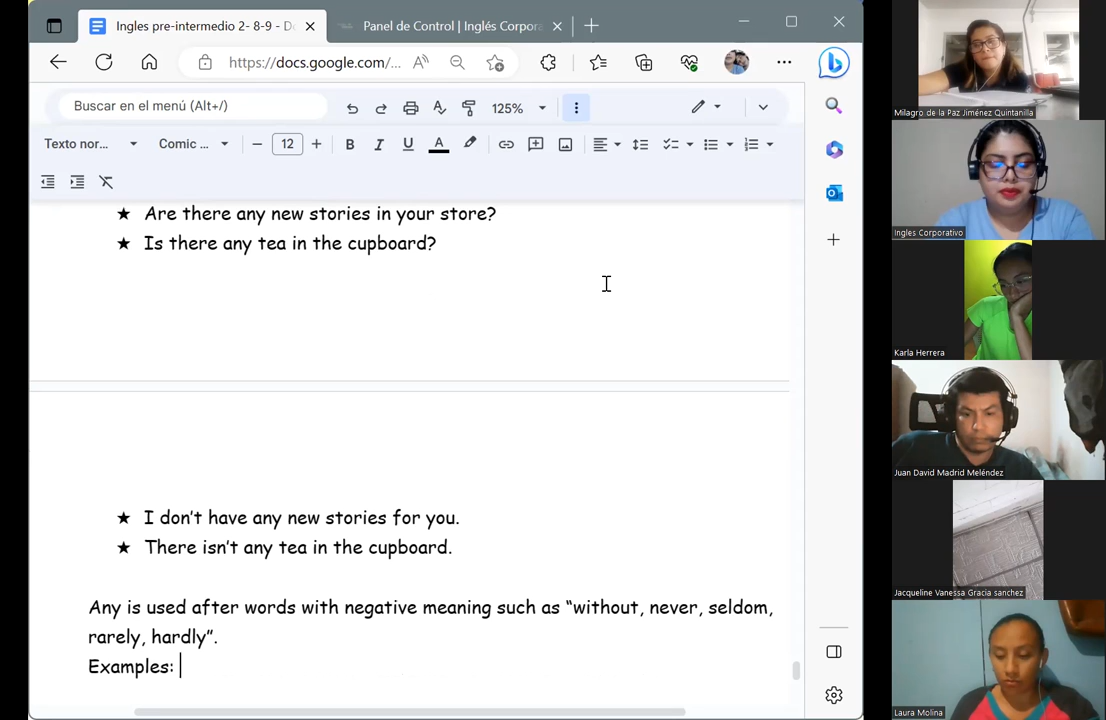 Ingles pre-intermedio 2- 8-9 - D
Panel de Control | Inglés Corpora
https://docs.google.com/...
Buscar en el menú (Alt+/)
125%
Texto nor...
Comic ...
12
★ Are there any new stories in your store?
★ Is there any tea in the cupboard?
★ I don't have any new stories for you.
★ There isn't any tea in the cupboard.
Any is used after words with negative meaning such as “without, never, seldom,
rarely, hardly”.
Examples:
Milagro de la Paz Jiménez Quintanilla
Ingles Corporativo
Karla Herrera
Juan David Madrid Meléndez
Jacqueline Vanessa Gracia sanchez
Laura Molina